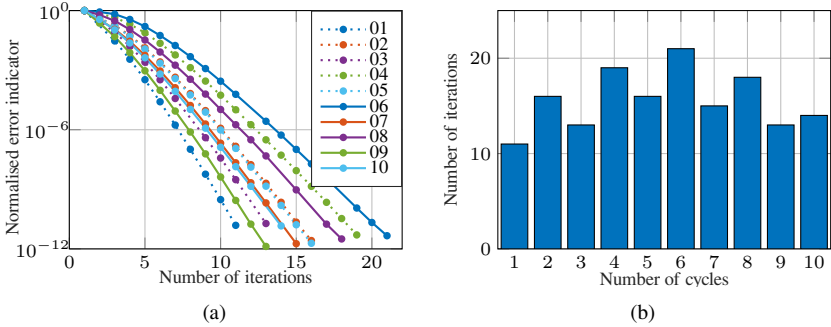 10^0
10^−6
10^−12
Normalised error indicator
0 5 10 15 20
Number of iterations
01
02
03
04
05
06
07
08
09
10
(a)
20
10
0
Number of iterations
1 2 3 4 5 6 7 8 9 10
Number of cycles
(b)